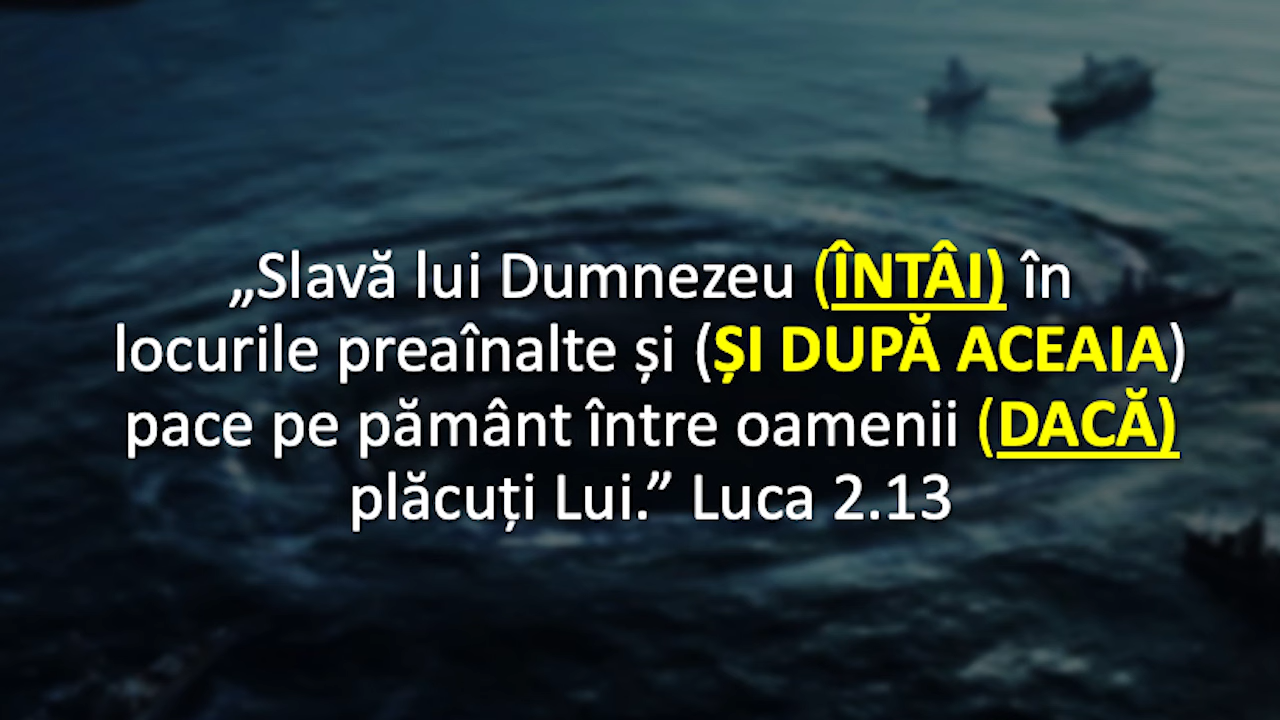 „Slavă lui Dumnezeu (ÎNTÂI) în
locurile preaînalte și (ȘI DUPĂ ACEAIA)
pace pe pământ între oamenii (DACĂ)
plăcuți Lui.” Luca 2.13